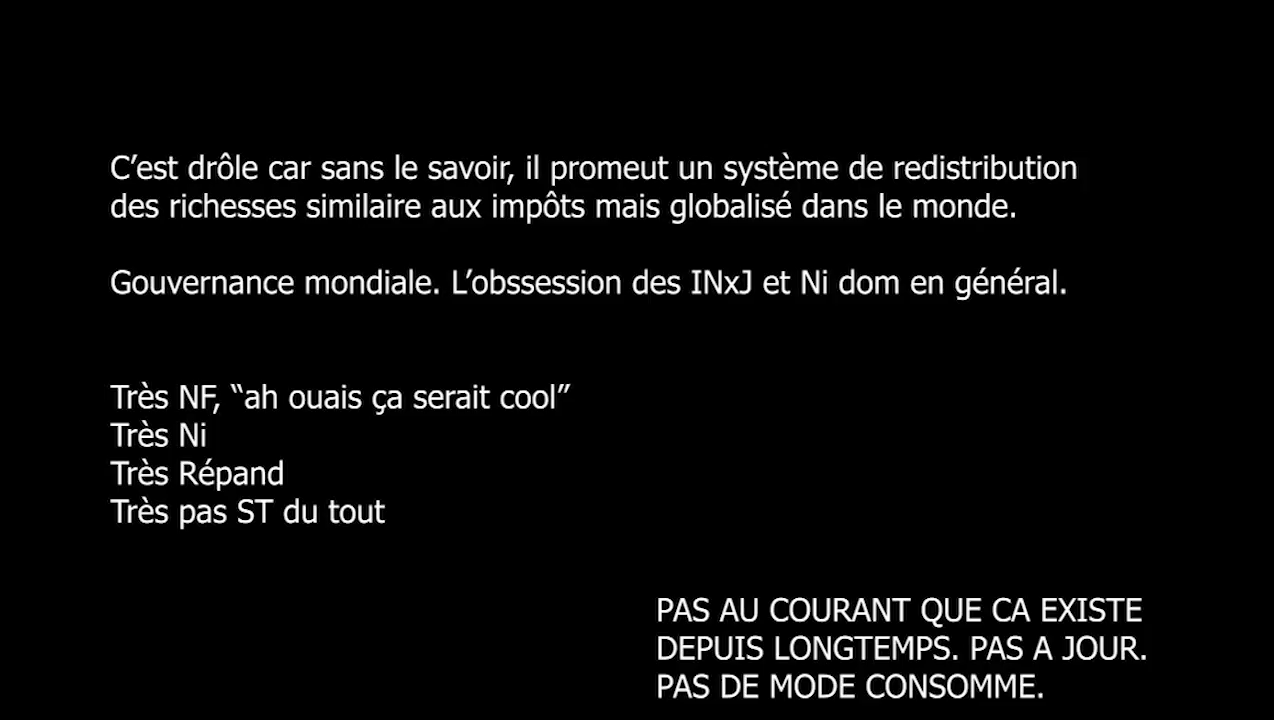 C’est drôle car sans le savoir, il promeut un système de redistribution
des richesses similaire aux impôts mais globalisé dans le monde.
Gouvernance mondiale. L’obssession des INxJ et Ni dom en général.
Très NF, “ah ouais ça serait cool”
Très Ni
Très Répand
Très pas ST du tout
PAS AU COURANT QUE CA EXISTE
DEPUIS LONGTEMPS. PAS A JOUR.
PAS DE MODE CONSOMME.